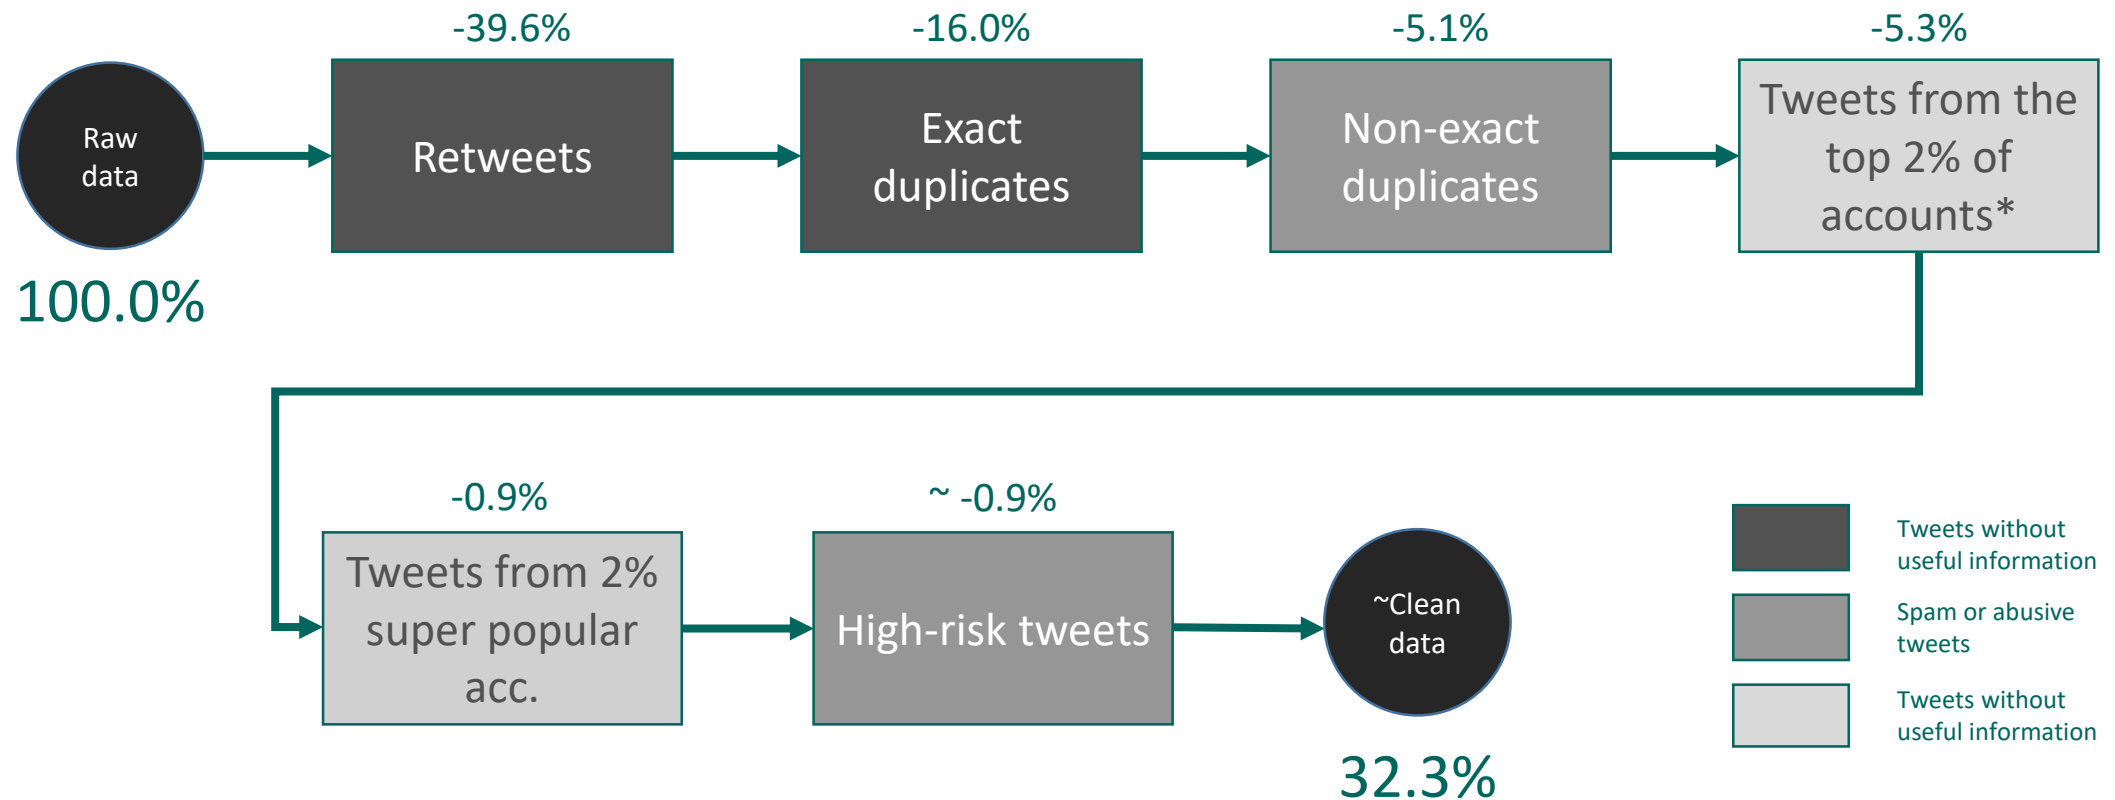 -39.6%
-16.0%
-5.1%
-5.3%
Raw
data
Retweets
Exact
duplicates
Non-exact
duplicates
Tweets from the
top 2% of
accounts*
100.0%
-0.9%
~ -0.9%
Tweets from 2%
super popular
acc.
High-risk tweets
~Clean
data
32.3%
Tweets without
useful information
Spam or abusive
tweets
Tweets without
useful information